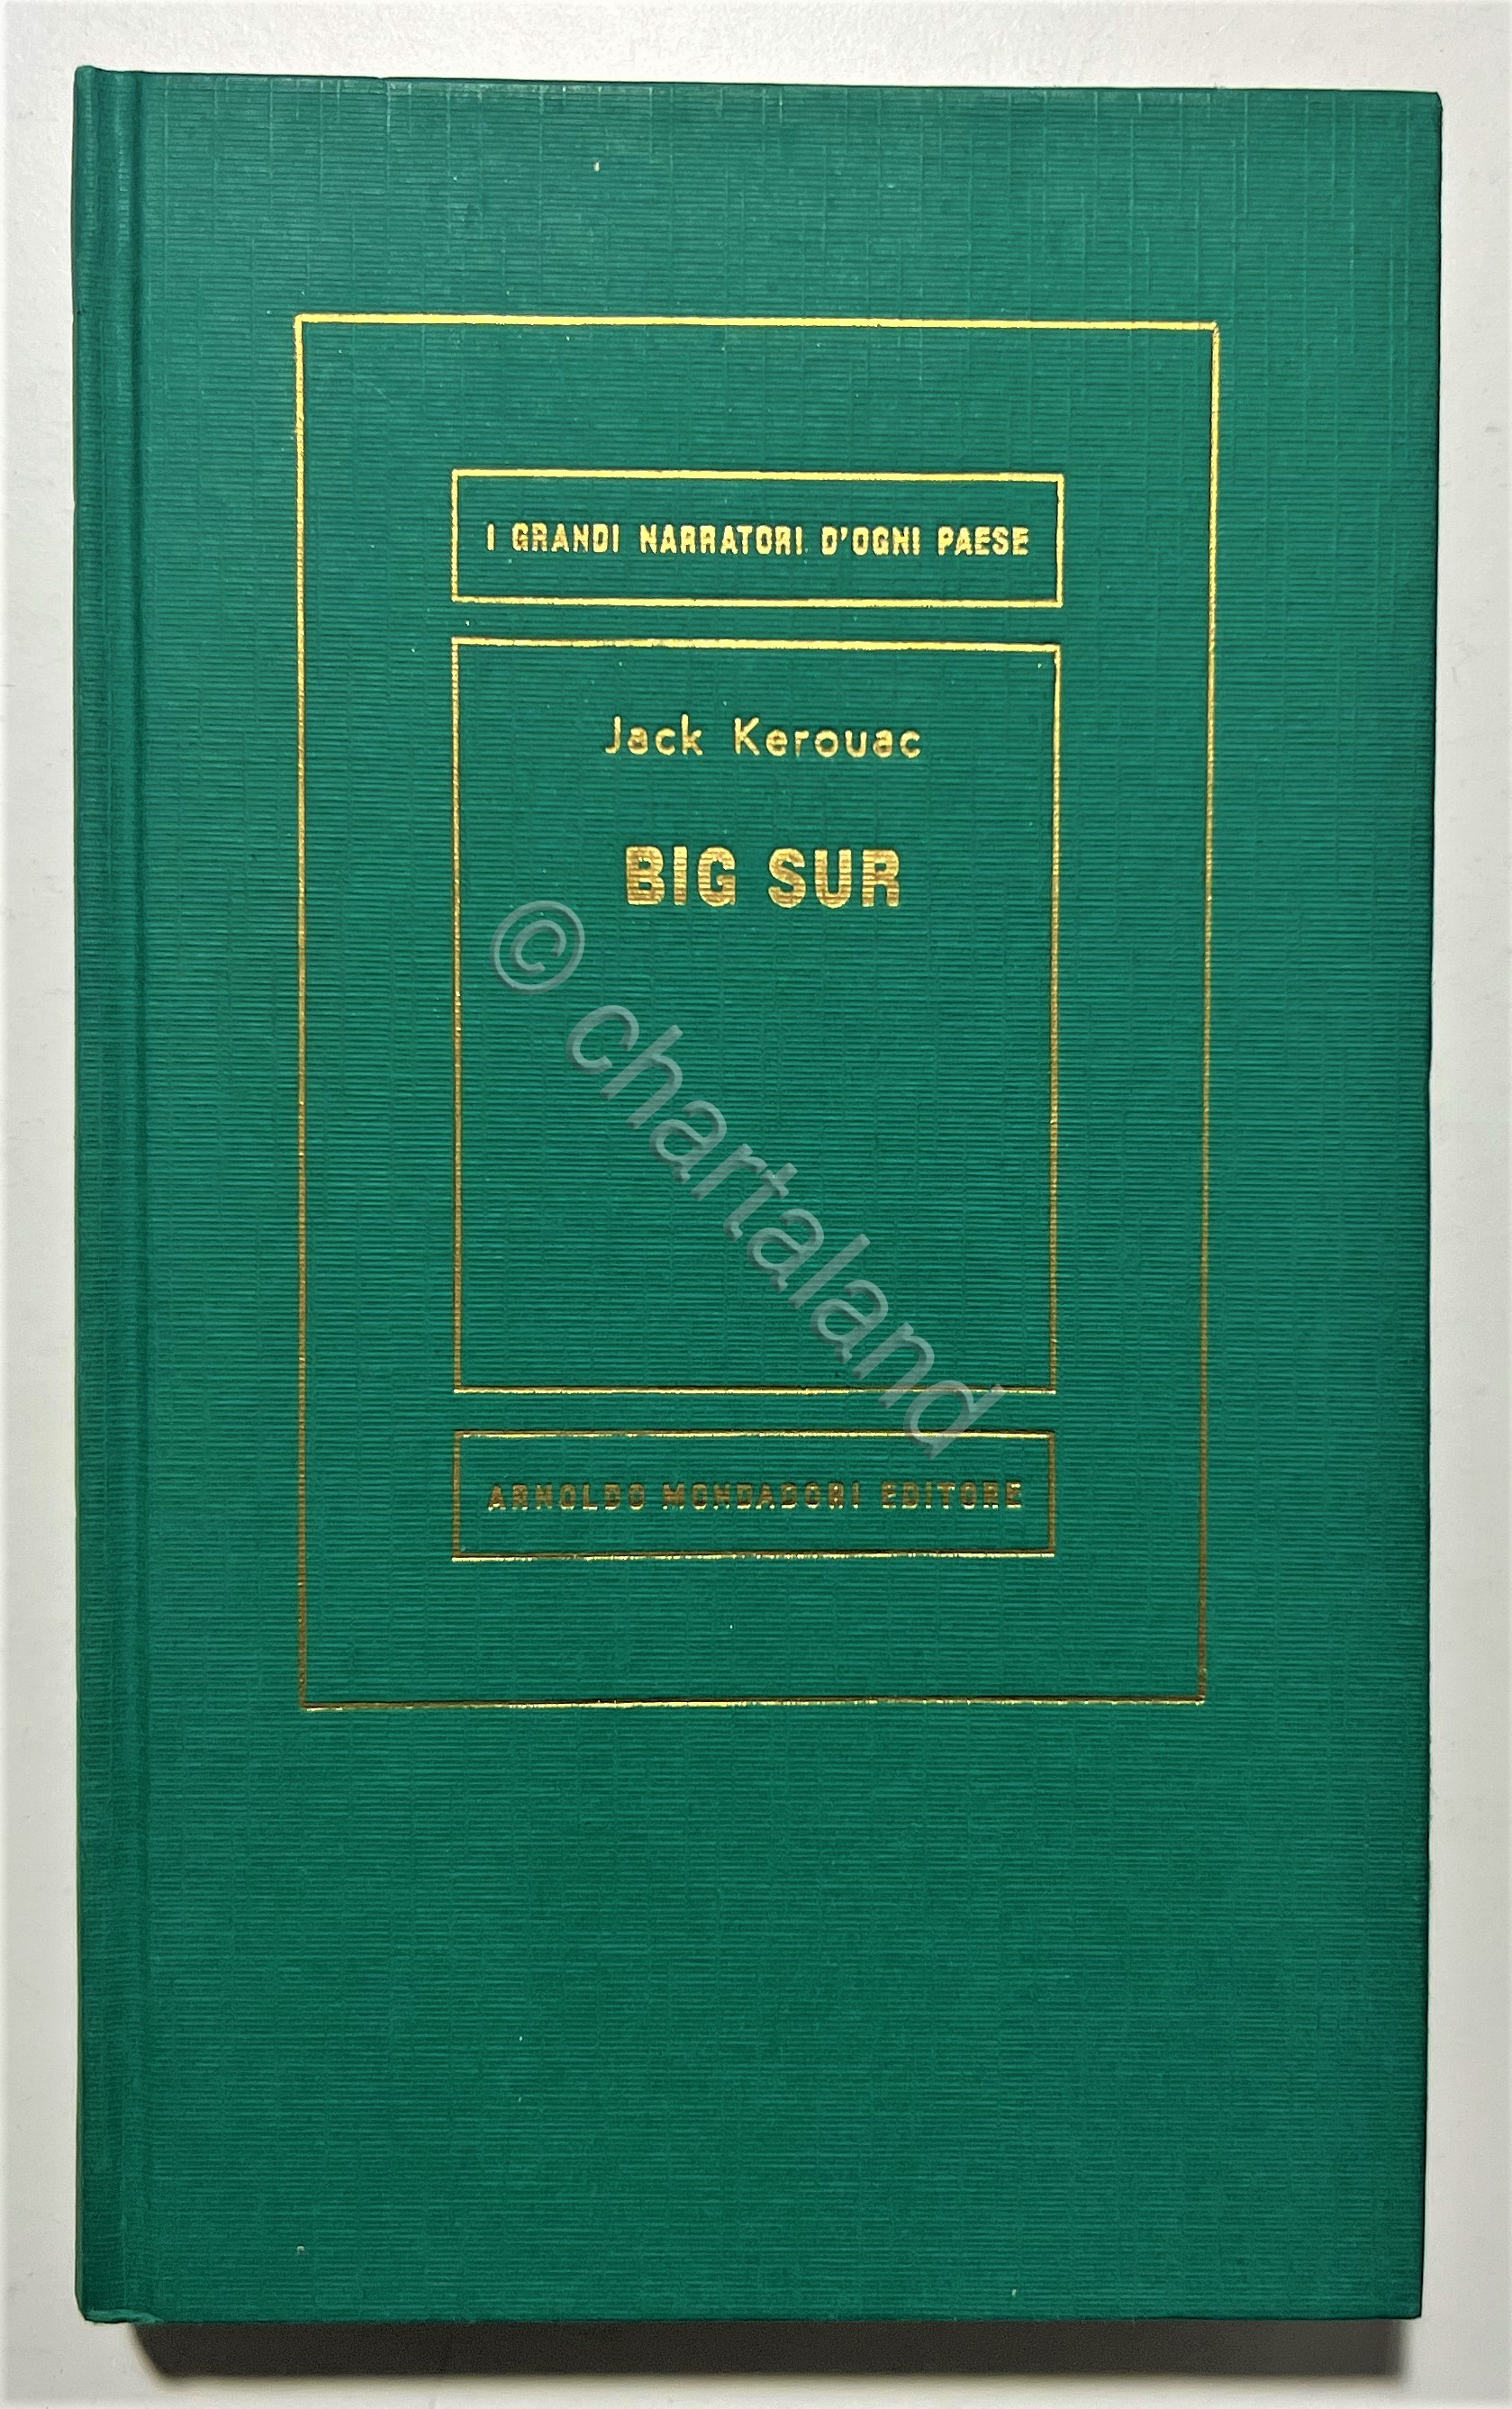 I GRANDI NARRATORI D'OGNI PAESE
Jack Kerouac
BIG SUR
© chartaland
ARNOLDO MONDADORI EDITORE